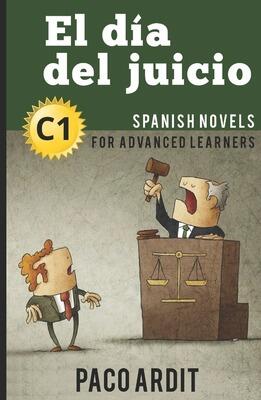 El día
del juicio
C1
SPANISH NOVELS
FOR ADVANCED LEARNERS
PACO ARDIT